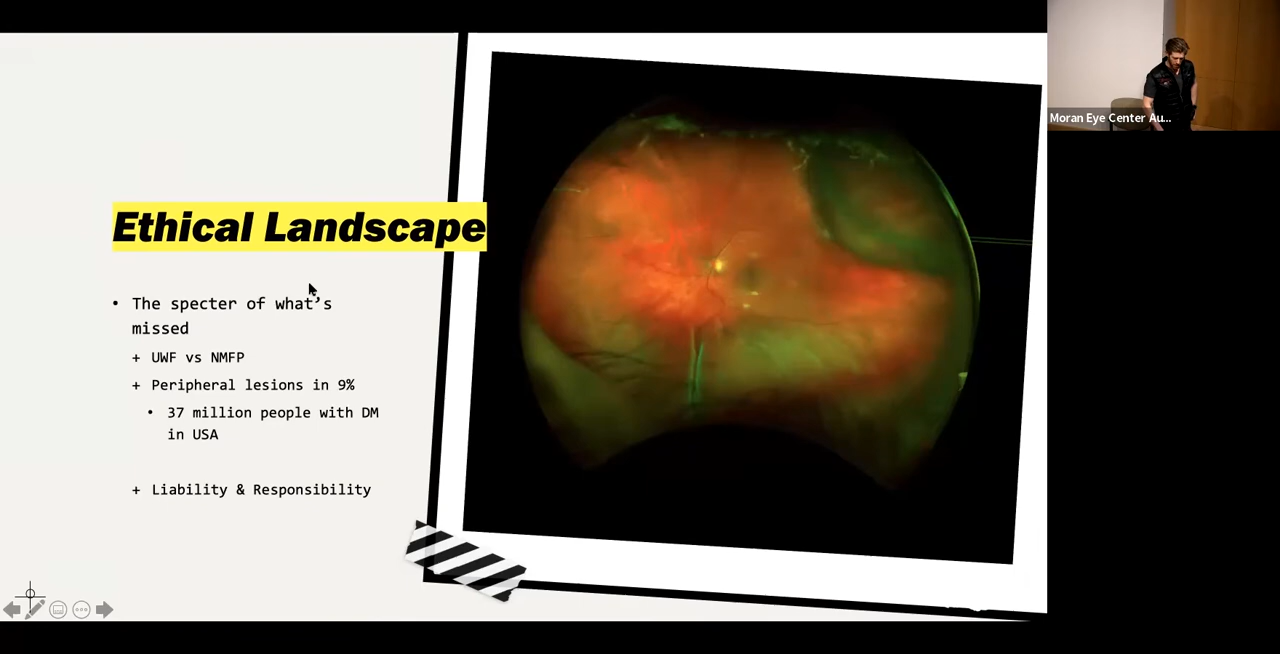 Ethical Landscape
• The specter of what's
missed
+ UWF vs NMFP
+ Peripheral lesions in 9%
• 37 million people with DM
in USA
+ Liability & Responsibility
Moran Eye Center Au...